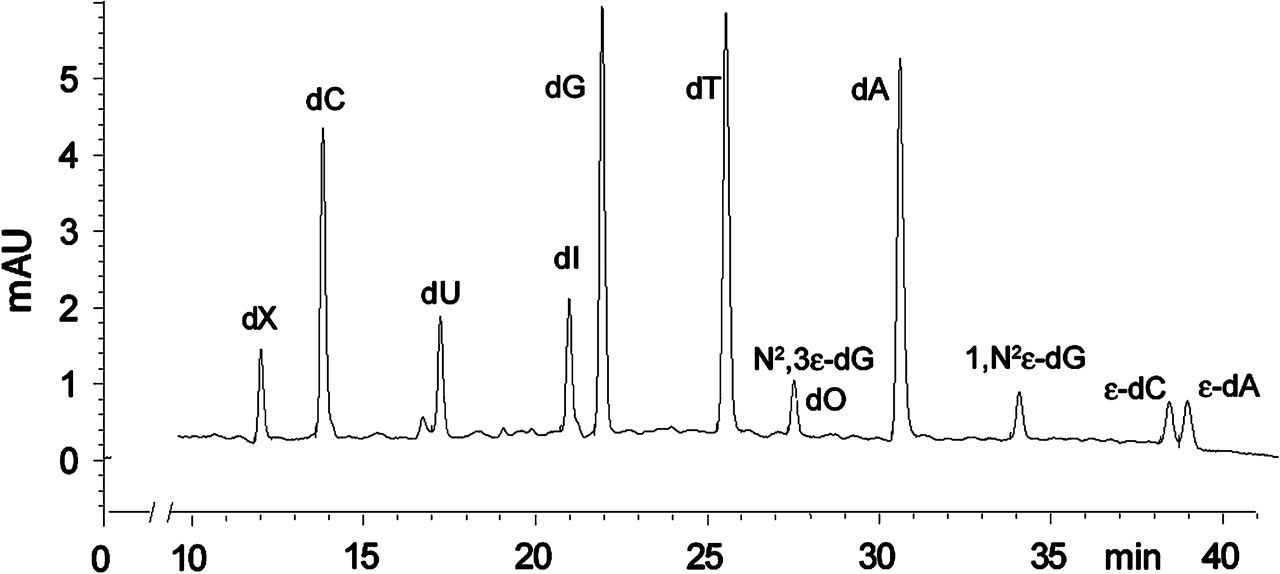 mAU
5
4
3
2
1
0
dX
dC
dU
dI
dG
dT
N²,3ε-dG
dO
dA
1,N²ε-dG
ε-dC
ε-dA
0 10 15 20 25 30 35 min 40